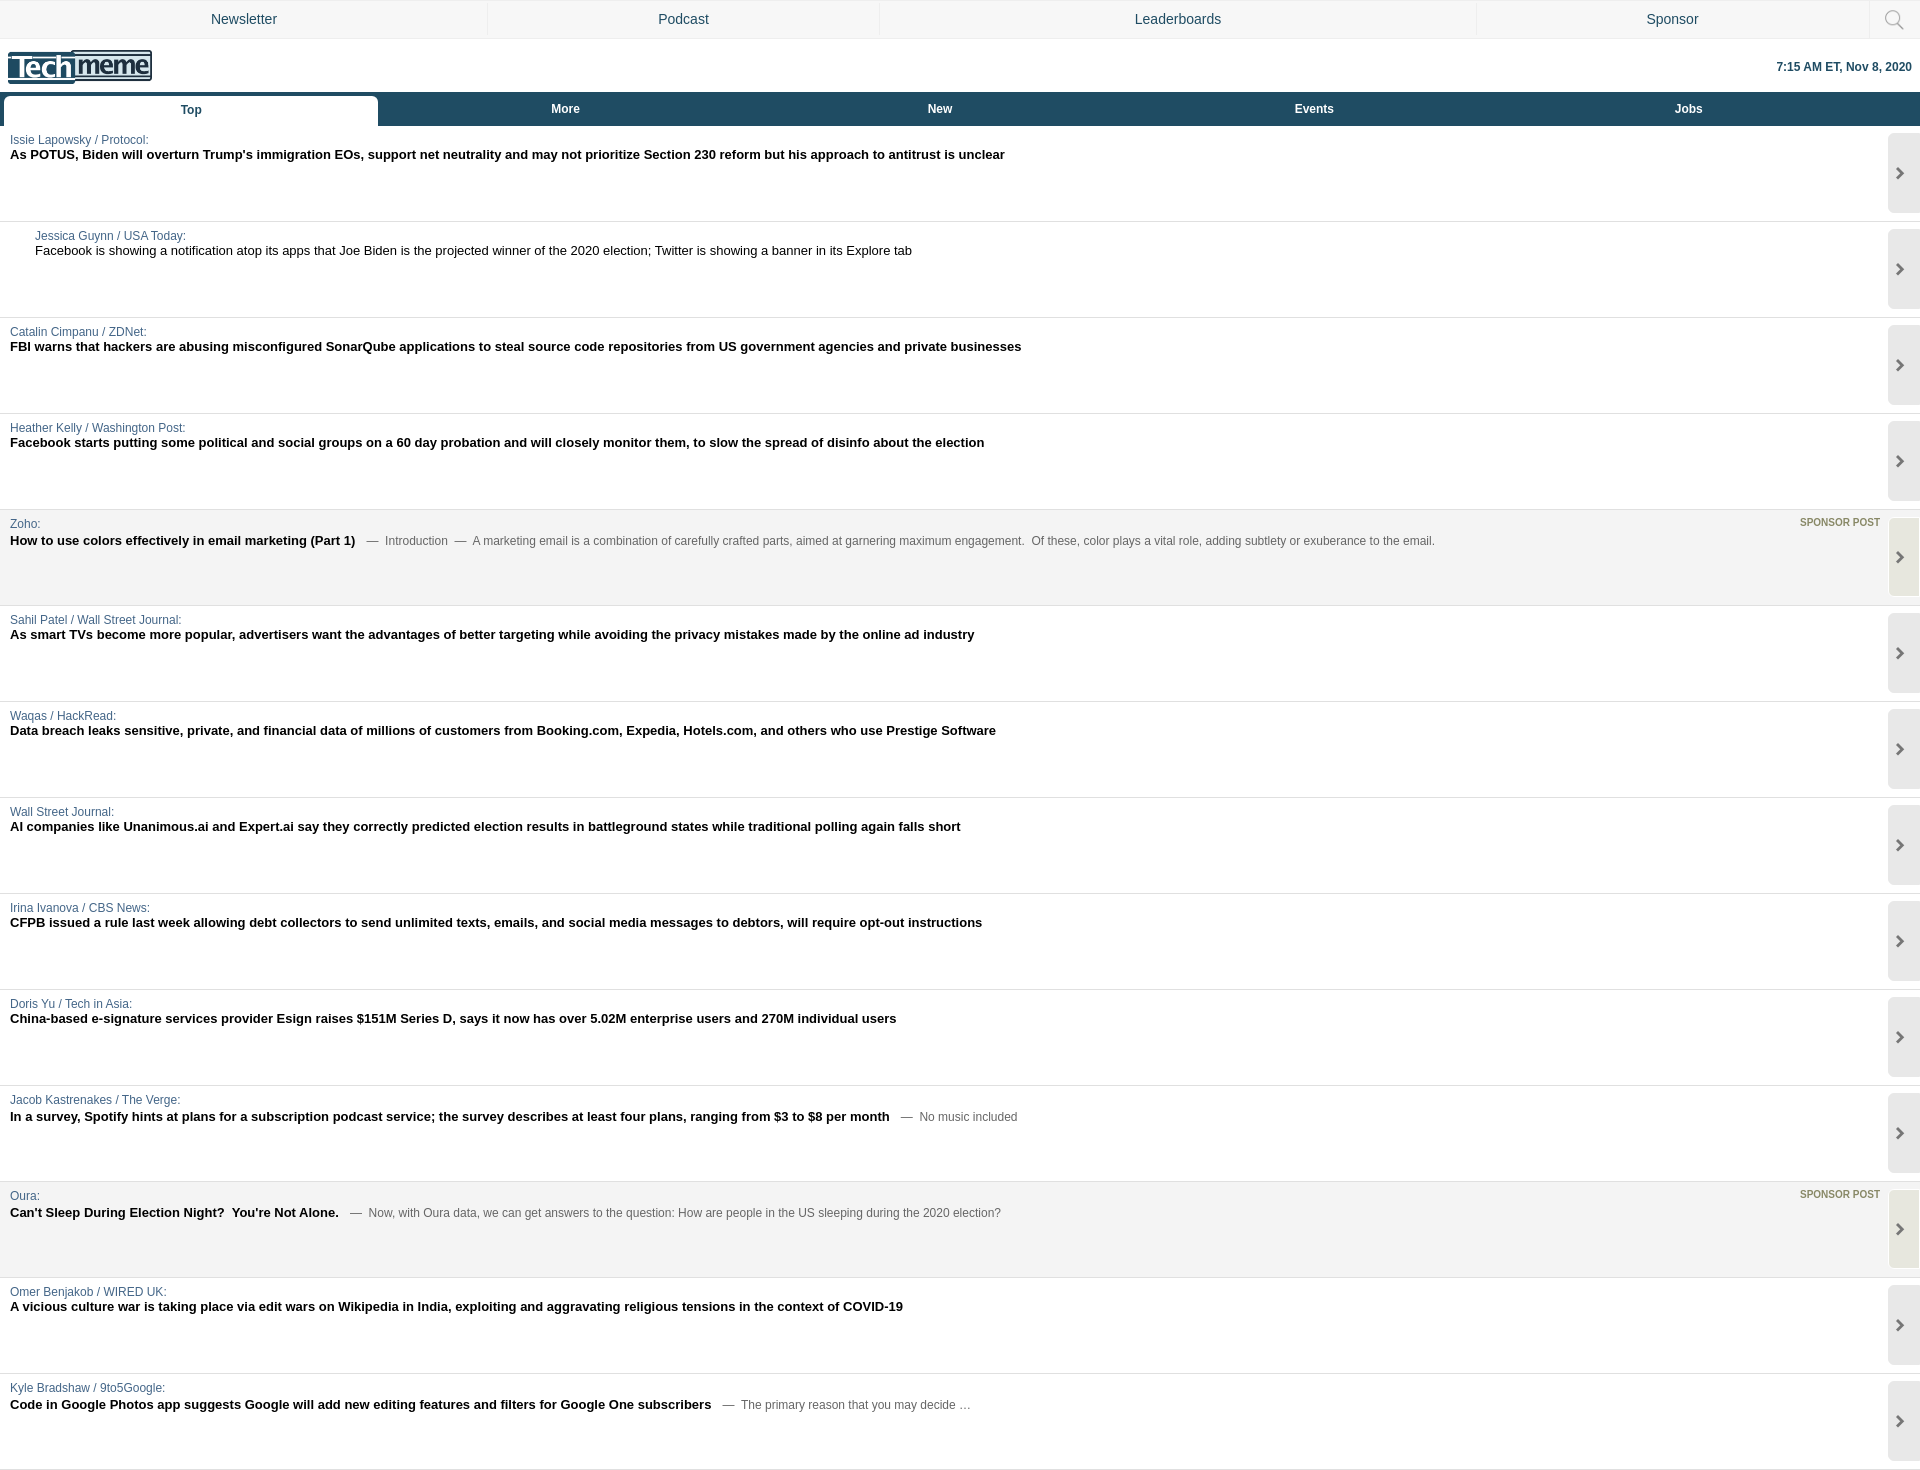 Newsletter Podcast Leaderboards Sponsor
Techmeme
7:15 AM ET, Nov 8, 2020
Top More New Events Jobs
Issie Lapowsky / Protocol:
As POTUS, Biden will overturn Trump's immigration EOs, support net neutrality and may not prioritize Section 230 reform but his approach to antitrust is unclear
Jessica Guynn / USA Today:
Facebook is showing a notification atop its apps that Joe Biden is the projected winner of the 2020 election; Twitter is showing a banner in its Explore tab
Catalin Cimpanu / ZDNet:
FBI warns that hackers are abusing misconfigured SonarQube applications to steal source code repositories from US government agencies and private businesses
Heather Kelly / Washington Post:
Facebook starts putting some political and social groups on a 60 day probation and will closely monitor them, to slow the spread of disinfo about the election
Zoho:
SPONSOR POST
How to use colors effectively in email marketing (Part 1) — Introduction — A marketing email is a combination of carefully crafted parts, aimed at garnering maximum engagement. Of these, color plays a vital role, adding subtlety or exuberance to the email.
Sahil Patel / Wall Street Journal:
As smart TVs become more popular, advertisers want the advantages of better targeting while avoiding the privacy mistakes made by the online ad industry
Waqas / HackRead:
Data breach leaks sensitive, private, and financial data of millions of customers from Booking.com, Expedia, Hotels.com, and others who use Prestige Software
Wall Street Journal:
AI companies like Unanimous.ai and Expert.ai say they correctly predicted election results in battleground states while traditional polling again falls short
Irina Ivanova / CBS News:
CFPB issued a rule last week allowing debt collectors to send unlimited texts, emails, and social media messages to debtors, will require opt-out instructions
Doris Yu / Tech in Asia:
China-based e-signature services provider Esign raises $151M Series D, says it now has over 5.02M enterprise users and 270M individual users
Jacob Kastrenakes / The Verge:
In a survey, Spotify hints at plans for a subscription podcast service; the survey describes at least four plans, ranging from $3 to $8 per month — No music included
Oura:
SPONSOR POST
Can't Sleep During Election Night? You're Not Alone. — Now, with Oura data, we can get answers to the question: How are people in the US sleeping during the 2020 election?
Omer Benjakob / WIRED UK:
A vicious culture war is taking place via edit wars on Wikipedia in India, exploiting and aggravating religious tensions in the context of COVID-19
Kyle Bradshaw / 9to5Google:
Code in Google Photos app suggests Google will add new editing features and filters for Google One subscribers — The primary reason that you may decide …